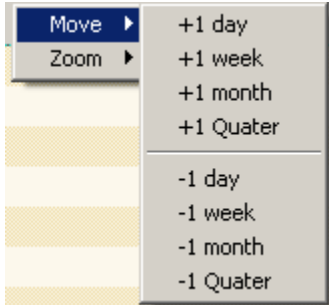 Move
Zoom
+1 day
+1 week
+1 month
+1 Quater
-1 day
-1 week
-1 month
-1 Quater